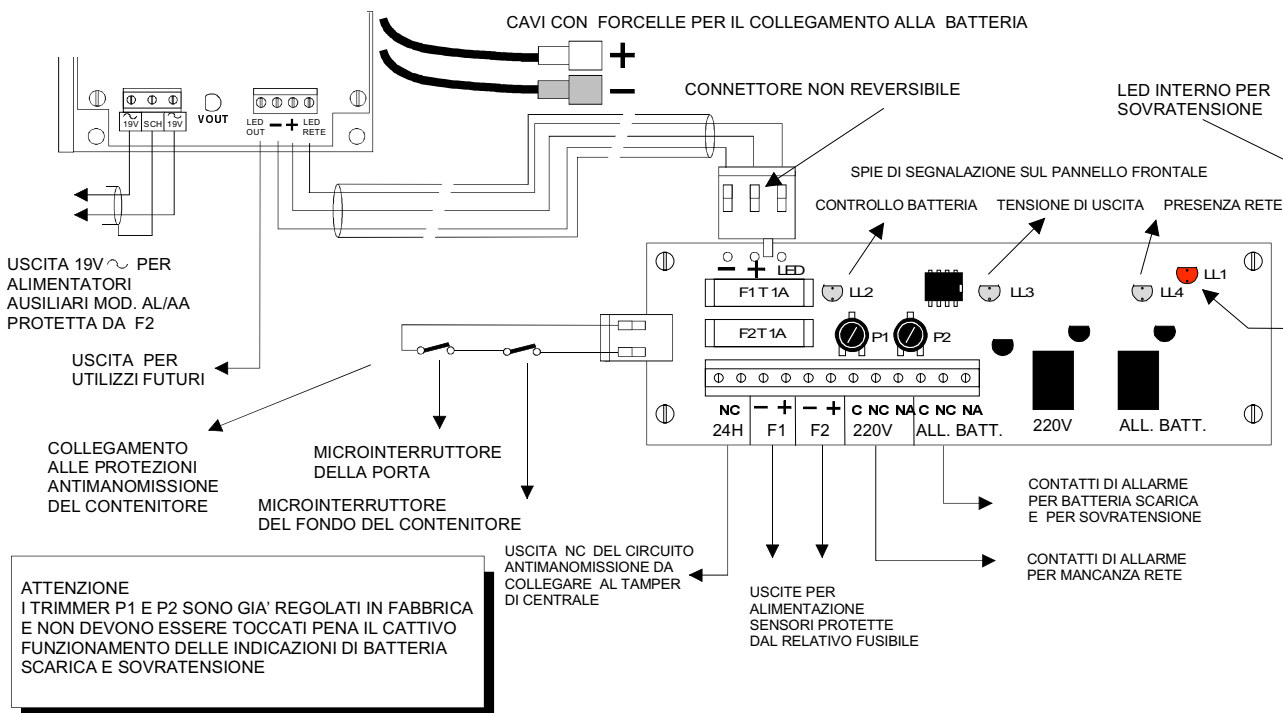 CAVI CON FORCELLE PER IL COLLEGAMENTO ALLA BATTERIA
+
−
CONNETTORE NON REVERSIBILE
LED INTERNO PER
SOVRATENSIONE
19V SCH 19V
VOUT
LED
OUT
− +
LED
RETE
SPIE DI SEGNALAZIONE SUL PANNELLO FRONTALE
CONTROLLO BATTERIA
TENSIONE DI USCITA
PRESENZA RETE
USCITA 19V ~ PER
ALIMENTATORI
AUSILIARI MOD. AL/AA
PROTETTA DA F2
− + LED
F1T1A
LL2
LL3
LL4
LL1
F2T1A
P1
P2
USCITA PER
UTILIZZI FUTURI
NC − + − + C NC NA C NC NA
24H F1 F2 220V ALL. BATT.
220V
ALL. BATT.
COLLEGAMENTO
ALLE PROTEZIONI
ANTIMANOMISSIONE
DEL CONTENITORE
MICROINTERRUTTORE
DELLA PORTA
MICROINTERRUTTORE
DEL FONDO DEL CONTENITORE
CONTATTI DI ALLARME
PER BATTERIA SCARICA
E PER SOVRATENSIONE
USCITA NC DEL CIRCUITO
ANTIMANOMISSIONE DA
COLLEGARE AL TAMPER
DI CENTRALE
CONTATTI DI ALLARME
PER MANCANZA RETE
USCITE PER
ALIMENTAZIONE
SENSORI PROTETTE
DAL RELATIVO FUSIBILE
ATTENZIONE
I TRIMMER P1 E P2 SONO GIA' REGOLATI IN FABBRICA
E NON DEVONO ESSERE TOCCATI PENA IL CATTIVO
FUNZIONAMENTO DELLE INDICAZIONI DI BATTERIA
SCARICA E SOVRATENSIONE